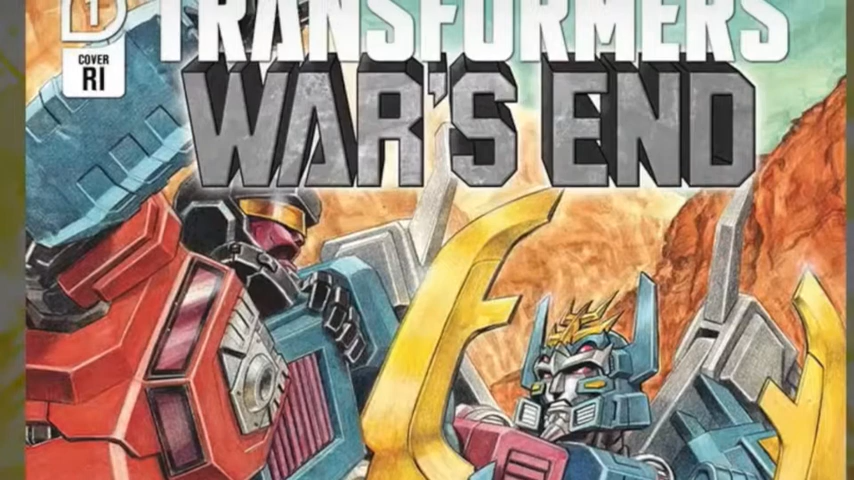 1
COVER
RI
TRANSFORMERS
WAR'S END